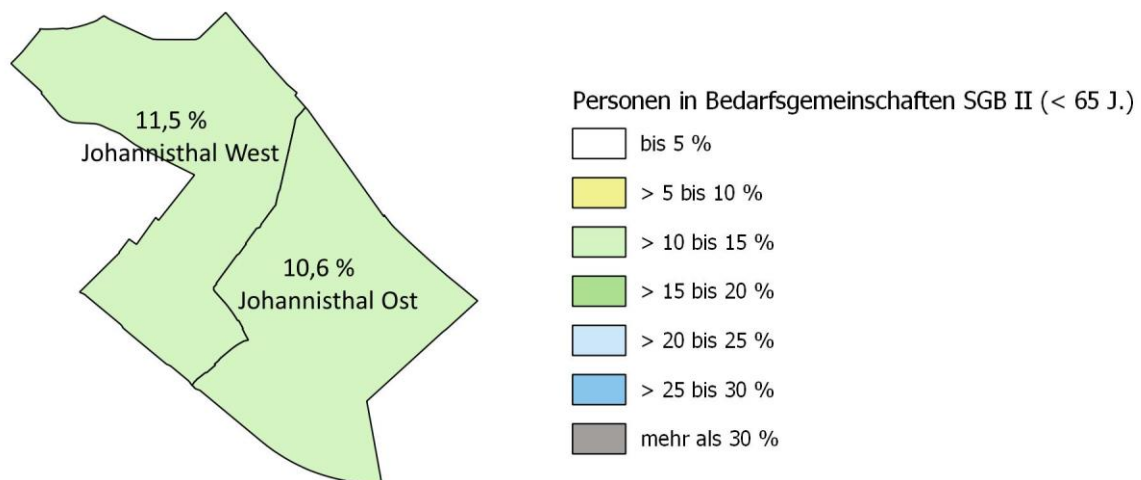 11,5 %
Johannisthal West
10,6 %
Johannisthal Ost
Personen in Bedarfsgemeinschaften SGB II (< 65 J.)
bis 5 %
> 5 bis 10 %
> 10 bis 15 %
> 15 bis 20 %
> 20 bis 25 %
> 25 bis 30 %
mehr als 30 %